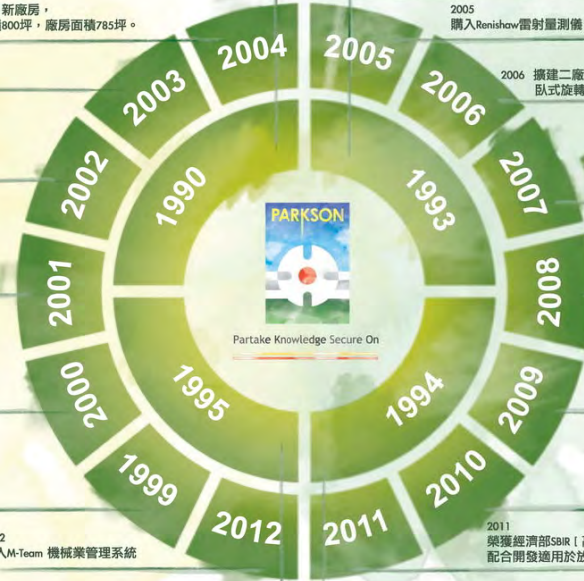 新廠房，
800坪，廠房面積785坪。
2005
購入Renishaw雷射量測儀
2006 擴建二廠
臥式旋轉
2004
2005
2003
2006
2002
2007
1990
1993
2001
2008
PARKSON
Partake Knowledge Secure On
2000
2009
1995
1994
1999
2010
2012
2011
2
M-Team 機械業管理系統
2011
榮獲經濟部SBIR [
配合開發適用於